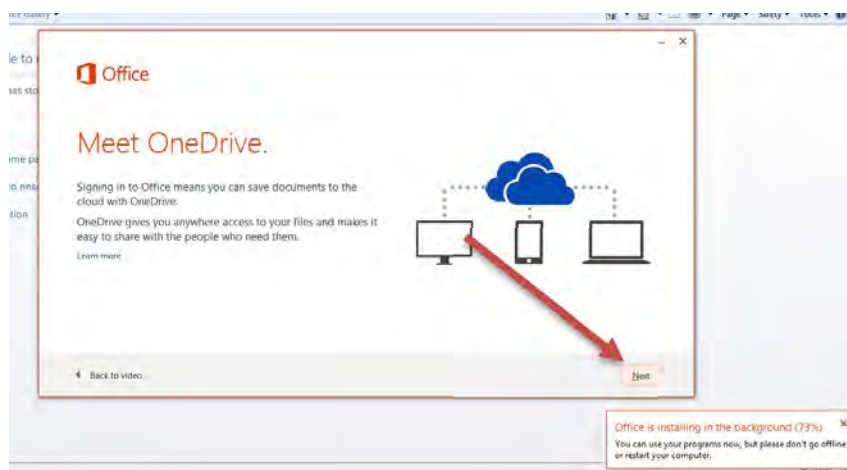 Page ▾ Safety ▾ Tools ▾
Office
Meet OneDrive.
Signing in to Office means you can save documents to the
cloud with OneDrive.
OneDrive gives you anywhere access to your files and makes it
easy to share with the people who need them.
Learn more
Back to video
Next
Office is installing in the background (73%)
You can use your programs now, but please don't go offline
or restart your computer.